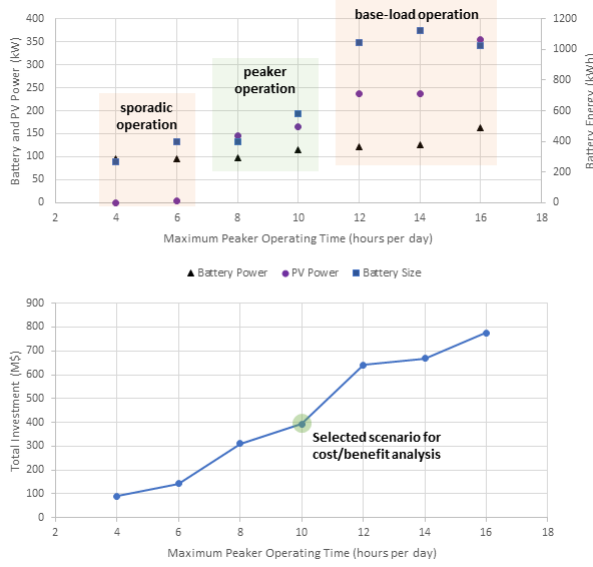 400
350
300
250
200
150
100
50
0
Battery and PV Power (kW)
base-load operation
peaker
operation
sporadic
operation
1200
1000
800
600
400
200
0
Battery Energy (kWh)
2 4 6 8 10 12 14 16 18
Maximum Peaker Operating Time (hours per day)
Battery Power PV Power Battery Size
900
800
700
600
500
400
300
200
100
0
Total Investment (M$)
Selected scenario for
cost/benefit analysis
2 4 6 8 10 12 14 16 18
Maximum Peaker Operating Time (hours per day)